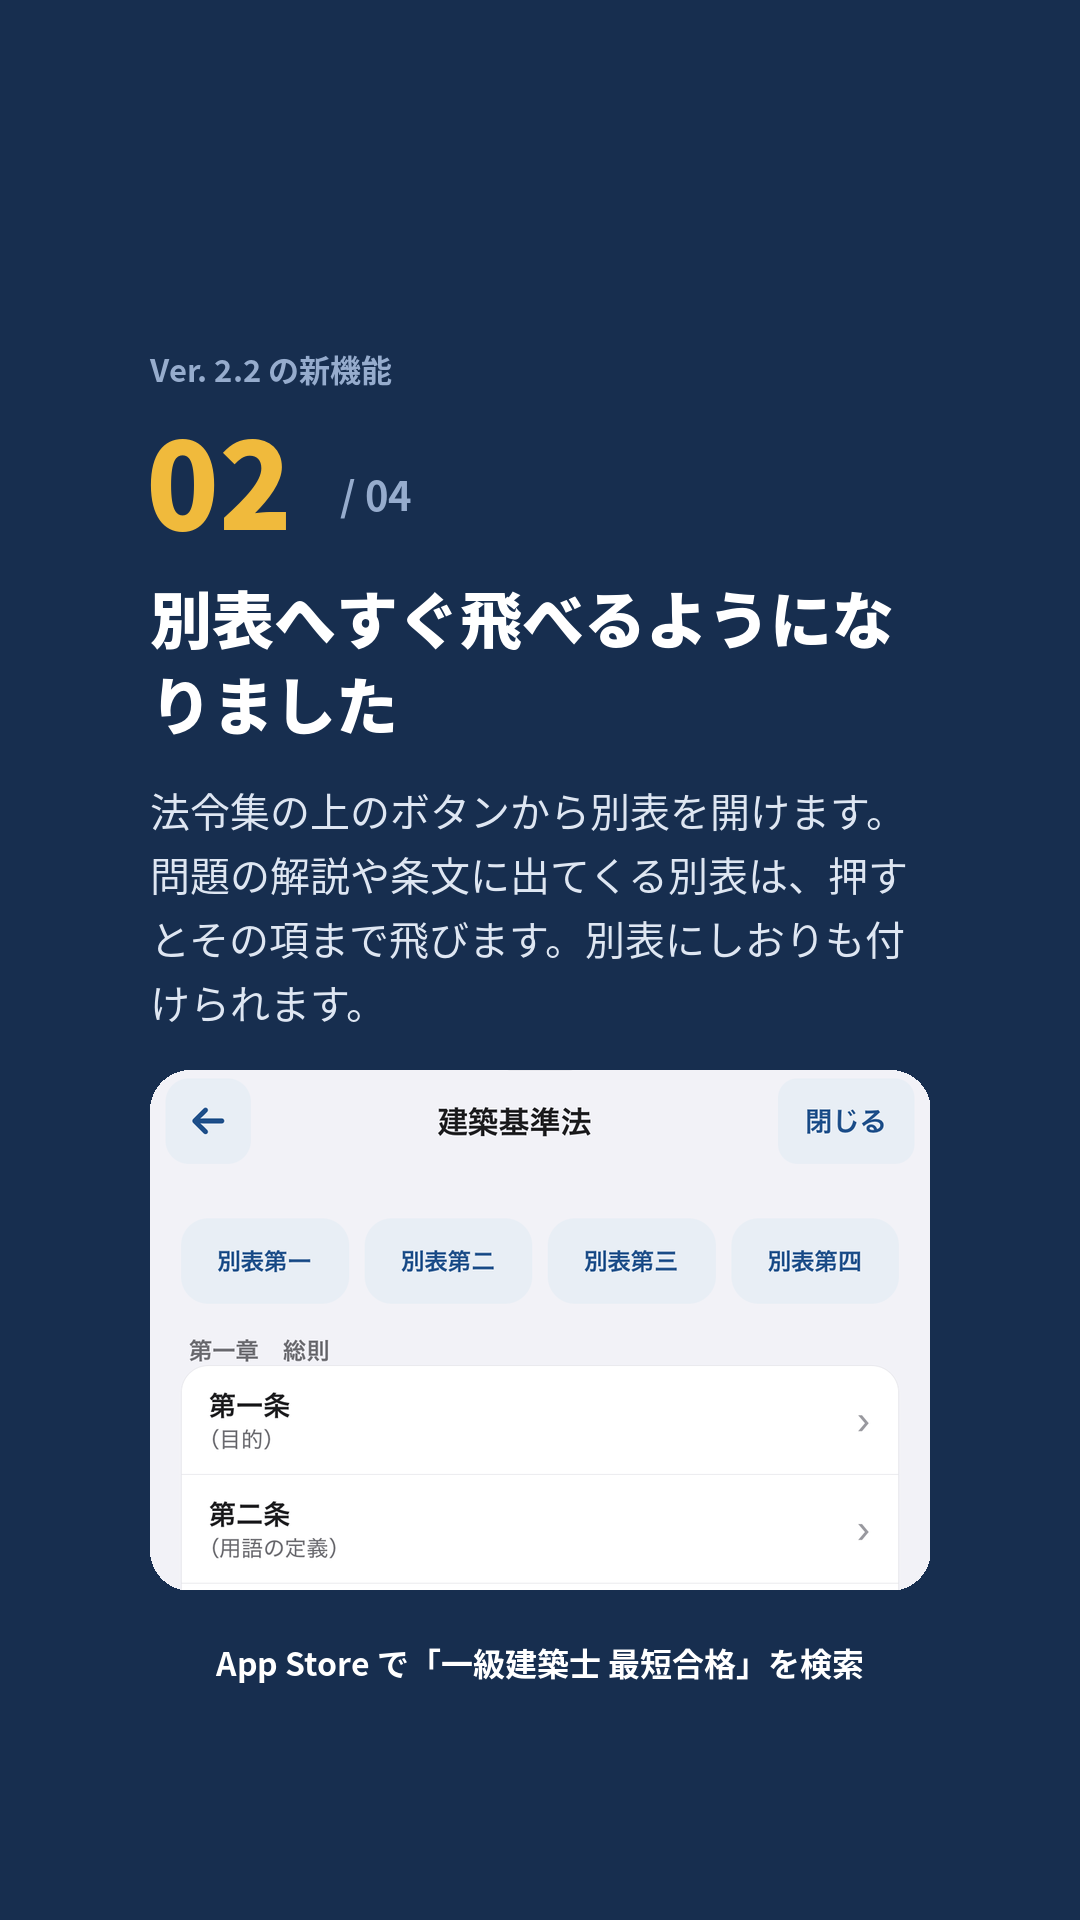 Ver. 2.2 の新機能
02 / 04
別表へすぐ飛べるようにな
りました
法令集の上のボタンから別表を開けます。
問題の解説や条文に出てくる別表は、押す
とその項まで飛びます。別表にしおりも付
けられます。
建築基準法
閉じる
別表第一
別表第二
別表第三
別表第四
第一章　総則
第一条
（目的）
第二条
（用語の定義）
App Store で「一級建築士 最短合格」を検索